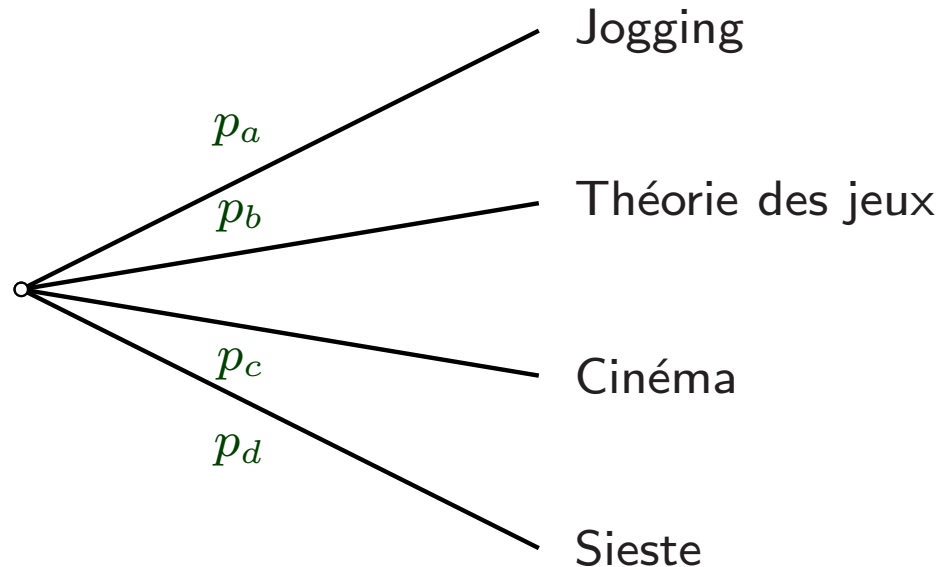 Jogging
p_a
p_b
Théorie des jeux
p_c
Cinéma
p_d
Sieste